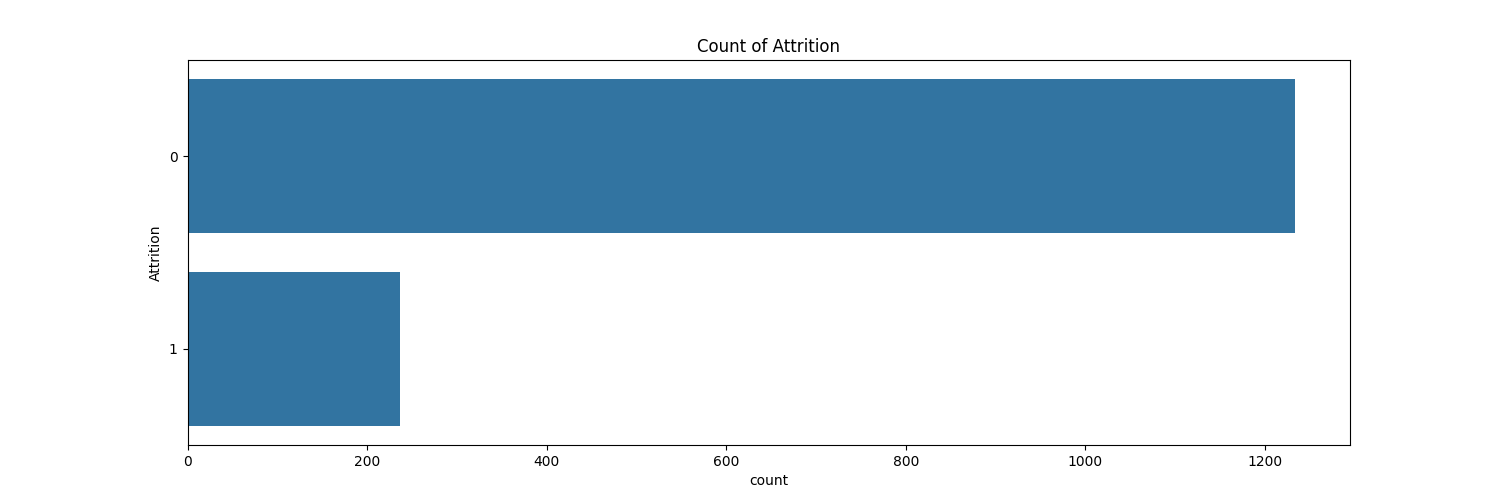 Count of Attrition
Attrition
0
1
0 200 400 600 800 1000 1200
count